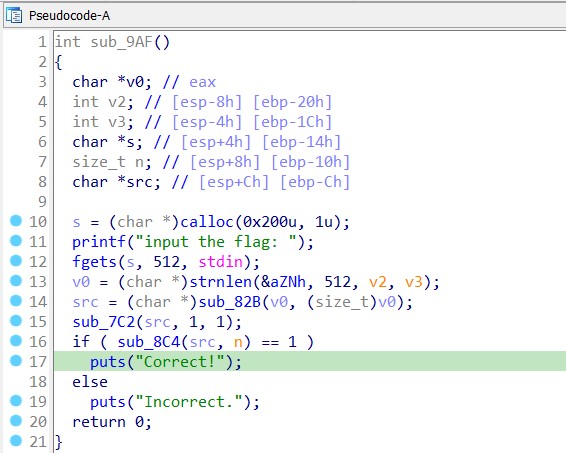 Pseudocode-A
1 int sub_9AF()
2 {
3 char *v0; // eax
4 int v2; // [esp-8h] [ebp-20h]
5 int v3; // [esp-4h] [ebp-1Ch]
6 char *s; // [esp+4h] [ebp-14h]
7 size_t n; // [esp+8h] [ebp-10h]
8 char *src; // [esp+Ch] [ebp-Ch]
9
10 s = (char *)calloc(0x200u, 1u);
11 printf("input the flag: ");
12 fgets(s, 512, stdin);
13 v0 = (char *)strnlen(&aZNh, 512, v2, v3);
14 src = (char *)sub_82B(v0, (size_t)v0);
15 sub_7C2(src, 1, 1);
16 if ( sub_8C4(src, n) == 1 )
17 puts("Correct!");
18 else
19 puts("Incorrect.");
20 return 0;
21 }